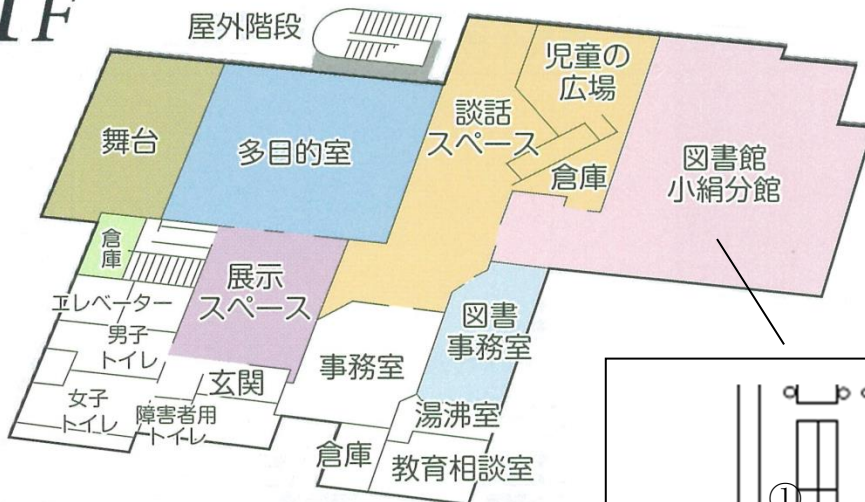 1F
屋外階段
児童の
広場
舞台
多目的室
談話
スペース
倉庫
図書館
小絹分館
倉庫
展示
スペース
エレベーター
男子
トイレ
図書
事務室
事務室
玄関
女子
トイレ
障害者用
トイレ
湯沸室
倉庫
教育相談室
①